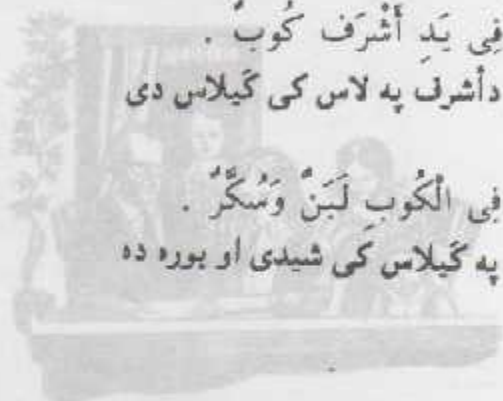 فِى يَدِ أَشْرَف كُوبٌ .
دأشرف په لاس کی گیلاس دی
فِى الْكُوبِ لَبَنٌ وَسُكَّرٌ .
په گیلاس کی شیدی او بوره ده